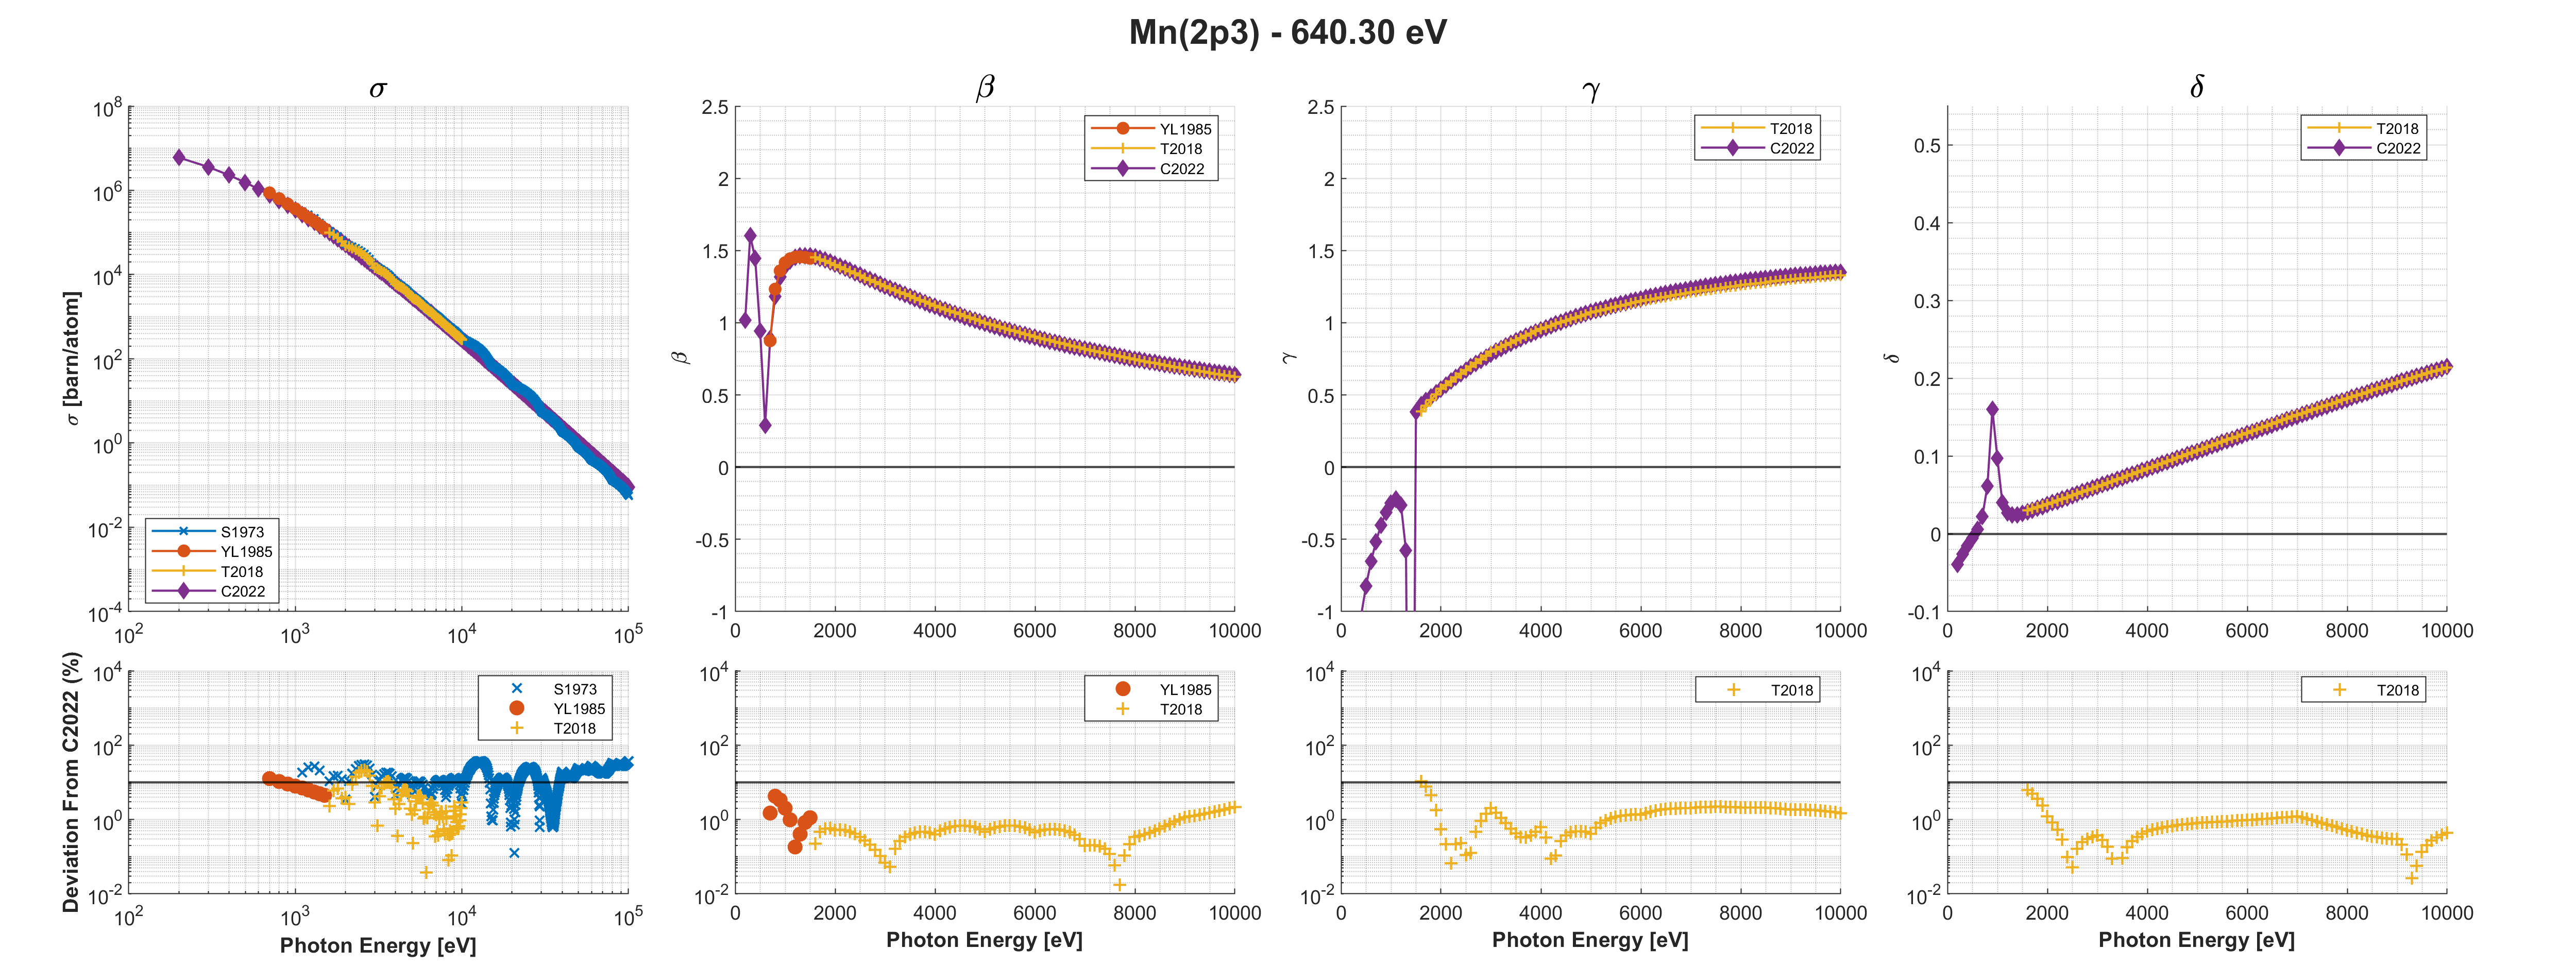 Mn(2p3) - 640.30 eV
σ
σ [barn/atom]
10^8
10^6
10^4
10^2
10^0
10^-2
10^-4
10^2
10^3
10^4
10^5
S1973
YL1985
T2018
C2022
β
β
2.5
2
1.5
1
0.5
0
-0.5
-1
0
2000
4000
6000
8000
10000
YL1985
T2018
C2022
γ
γ
2.5
2
1.5
1
0.5
0
-0.5
-1
0
2000
4000
6000
8000
10000
T2018
C2022
δ
δ
0.5
0.4
0.3
0.2
0.1
0
-0.1
0
2000
4000
6000
8000
10000
T2018
C2022
Deviation From C2022 (%)
10^4
10^2
10^0
10^-2
10^2
10^3
10^4
10^5
S1973
YL1985
T2018
Photon Energy [eV]
10^4
10^2
10^0
10^-2
0
2000
4000
6000
8000
10000
YL1985
T2018
Photon Energy [eV]
10^4
10^2
10^0
10^-2
0
2000
4000
6000
8000
10000
T2018
Photon Energy [eV]
10^4
10^2
10^0
10^-2
0
2000
4000
6000
8000
10000
T2018
Photon Energy [eV]